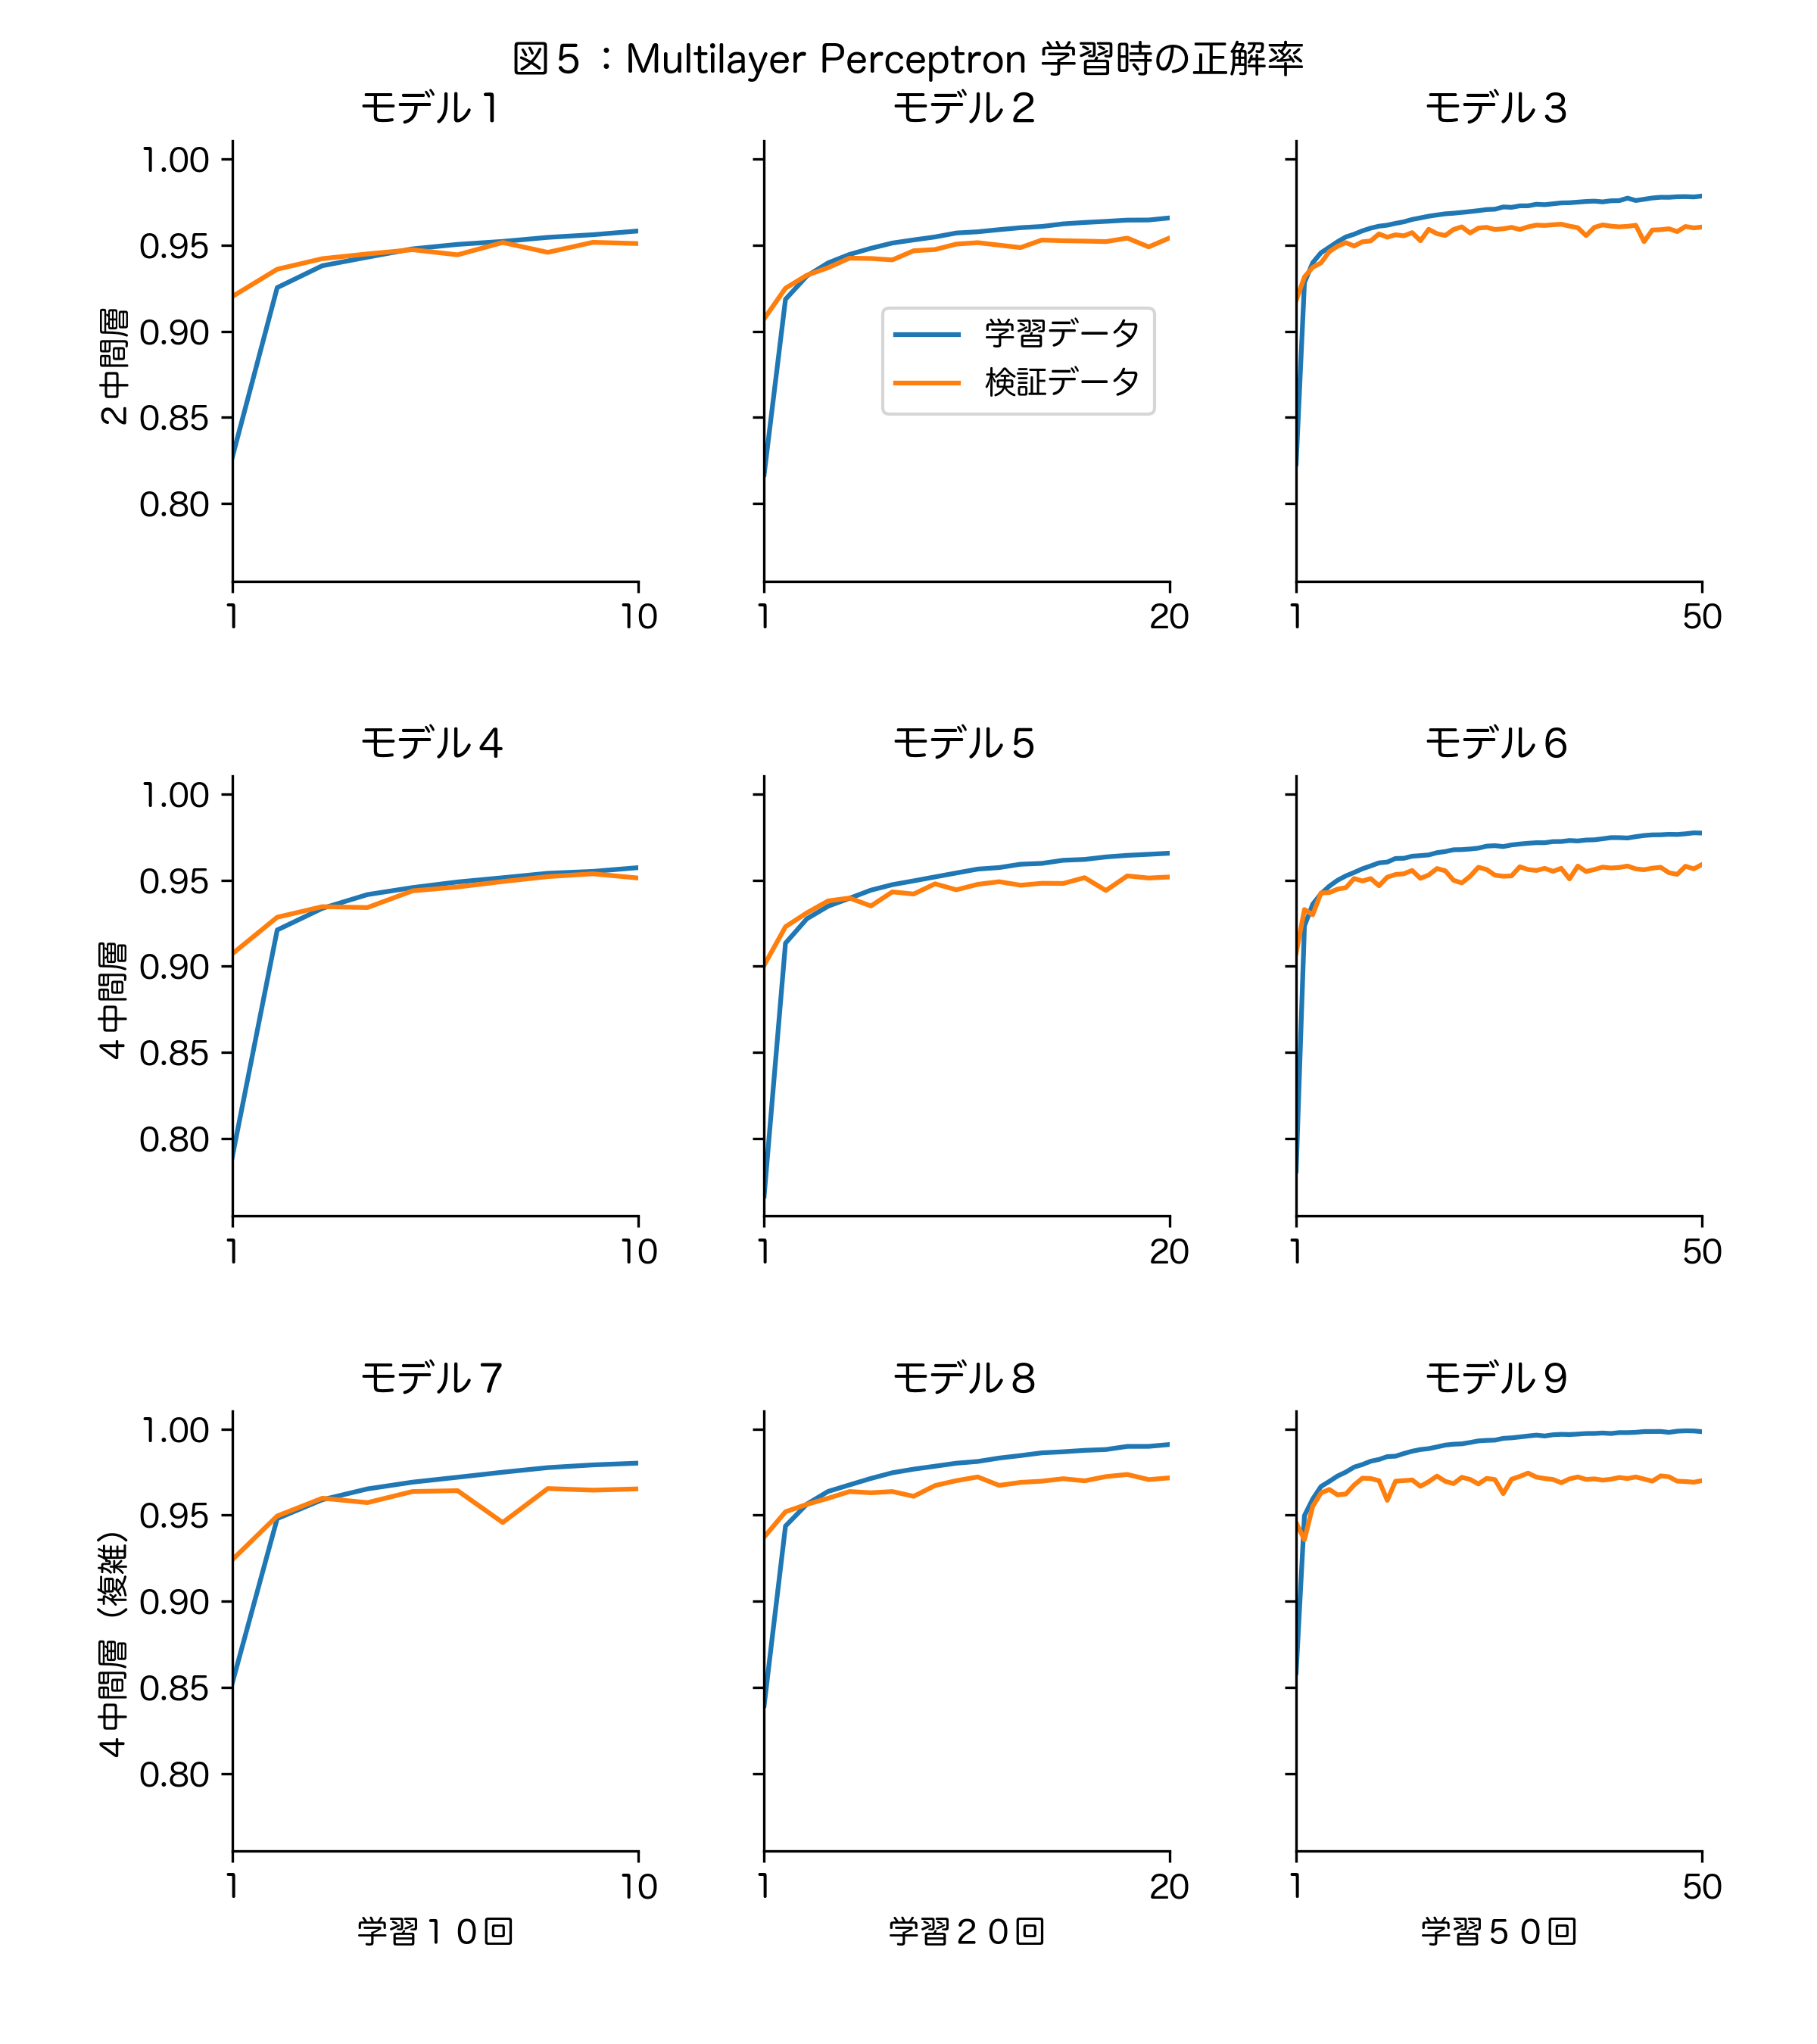 図５：Multilayer Perceptron 学習時の正解率
モデル１
モデル２
モデル３
２中間層
1.00
0.95
0.90
0.85
0.80
学習データ
検証データ
1
10
1
20
1
50
モデル４
モデル５
モデル６
４中間層
1.00
0.95
0.90
0.85
0.80
1
10
1
20
1
50
モデル７
モデル８
モデル９
４中間層（複雑）
1.00
0.95
0.90
0.85
0.80
1
10
1
20
1
50
学習１０回
学習２０回
学習５０回